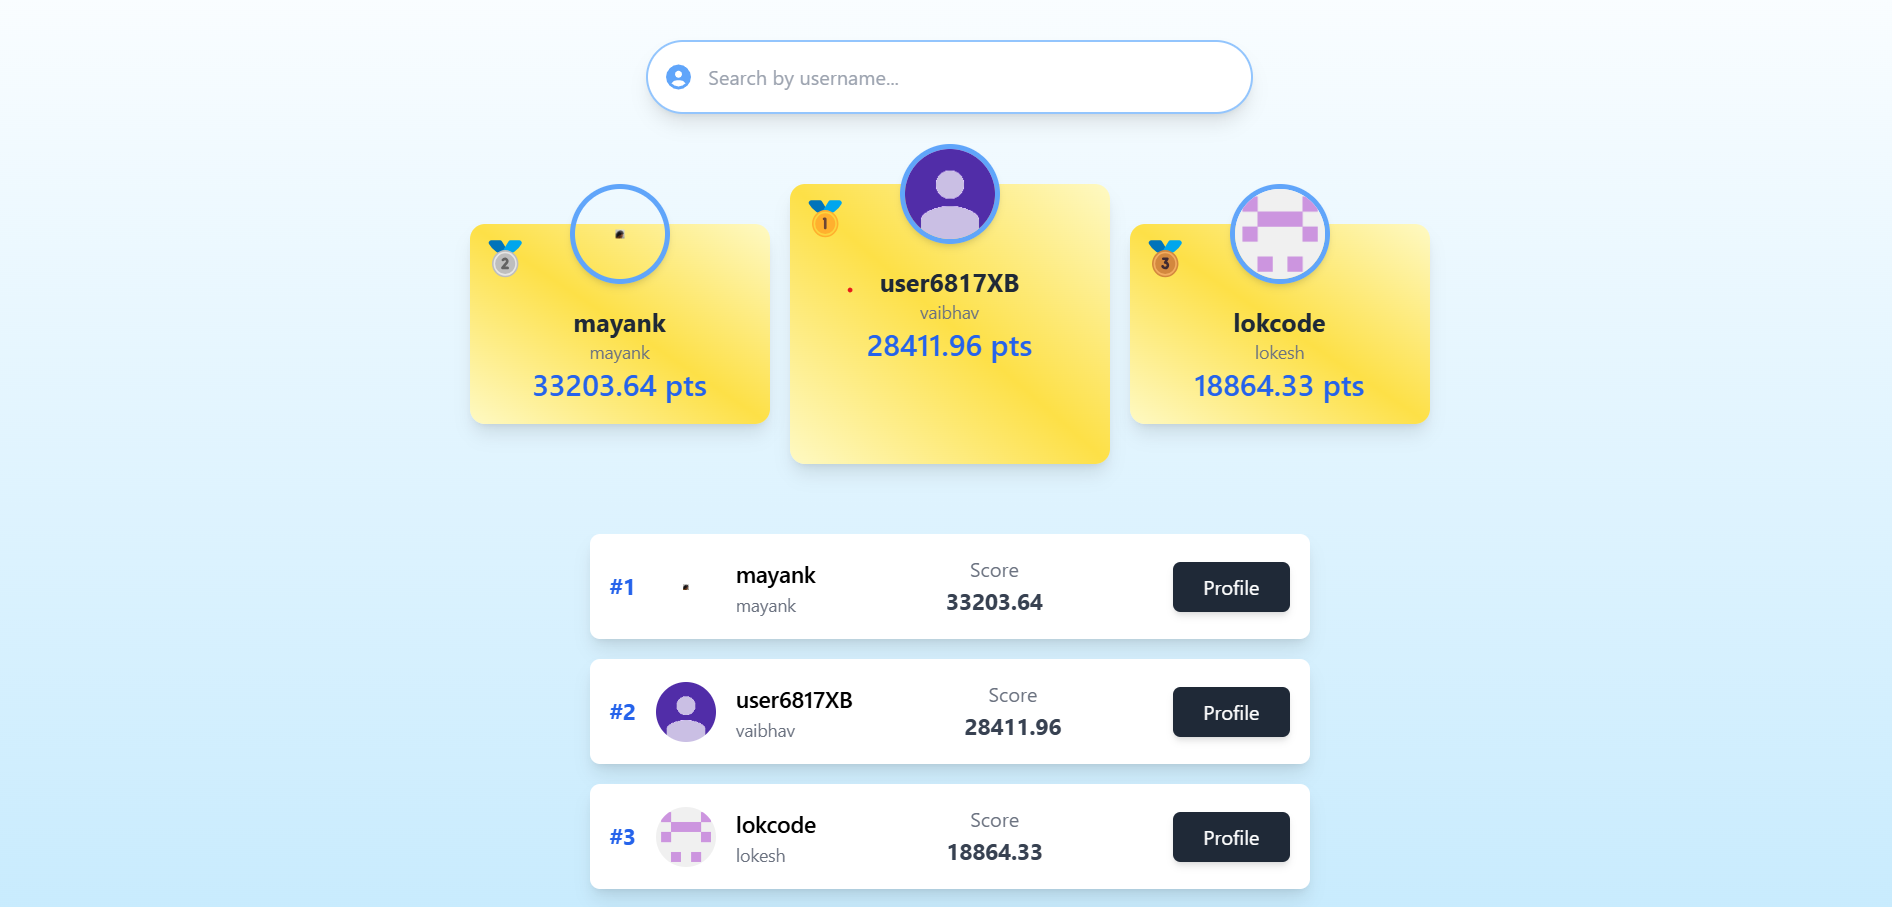 Search by username...
2
mayank
mayank
33203.64 pts
1
user6817XB
vaibhav
28411.96 pts
3
lokcode
lokesh
18864.33 pts
#1
mayank
mayank
Score
33203.64
Profile
#2
user6817XB
vaibhav
Score
28411.96
Profile
#3
lokcode
lokesh
Score
18864.33
Profile